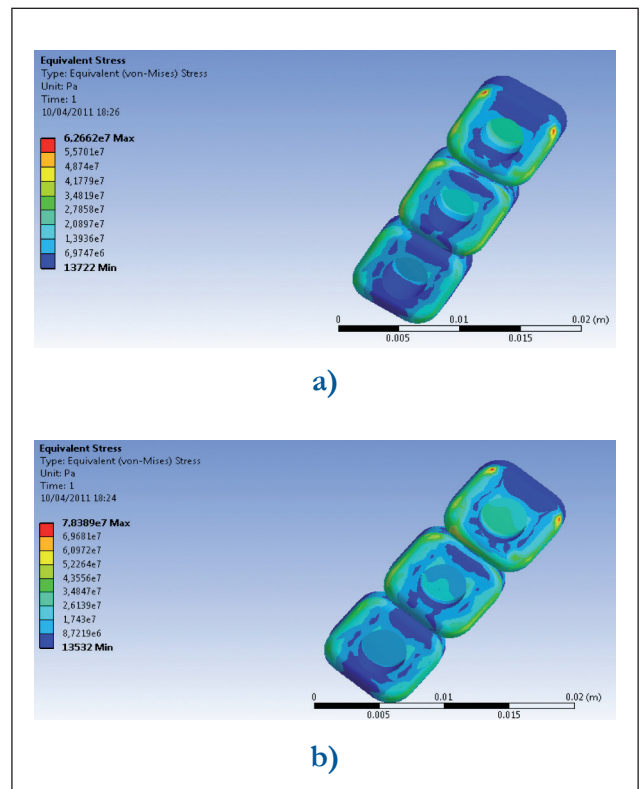 Equivalent Stress
Type: Equivalent (von-Mises) Stress
Unit: Pa
Time: 1
10/04/2011 18:26
6,2662e7 Max
5,5701e7
4,874e7
4,1779e7
3,4819e7
2,7858e7
2,0897e7
1,3936e7
6,9747e6
13722 Min
0 0.01 0.02 (m)
0.005 0.015
a)
Equivalent Stress
Type: Equivalent (von-Mises) Stress
Unit: Pa
Time: 1
10/04/2011 18:24
7,8389e7 Max
6,9681e7
6,0972e7
5,2264e7
4,3556e7
3,4847e7
2,6139e7
1,743e7
8,7219e6
13532 Min
0 0.01 0.02 (m)
0.005 0.015
b)